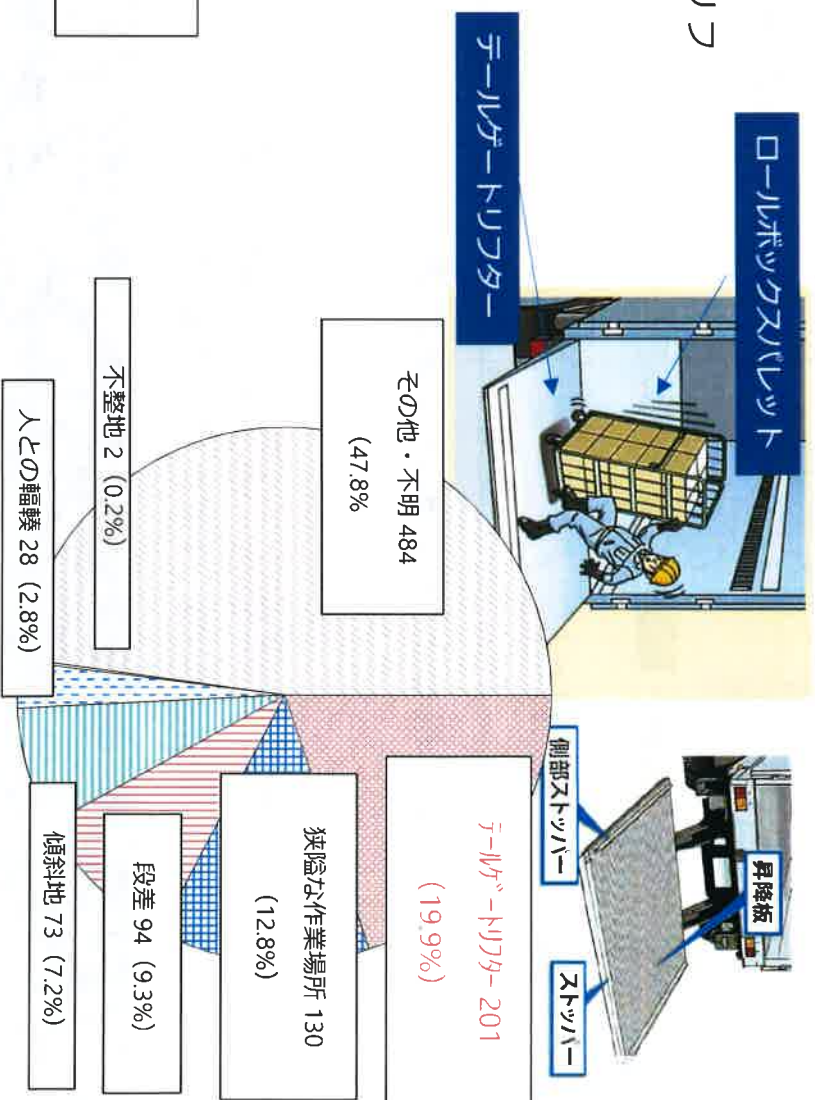 リフ
ロールボックスパレット
テールゲートリフター
昇降板
側部ストッパー
ストッパー
テールゲートリフター 201
(19.9%)
その他・不明 484
(47.8%
狭隘な作業場所 130
(12.8%)
段差 94 (9.3%)
不整地 2 (0.2%)
傾斜地 73 (7.2%)
人との輻輳 28 (2.8%)